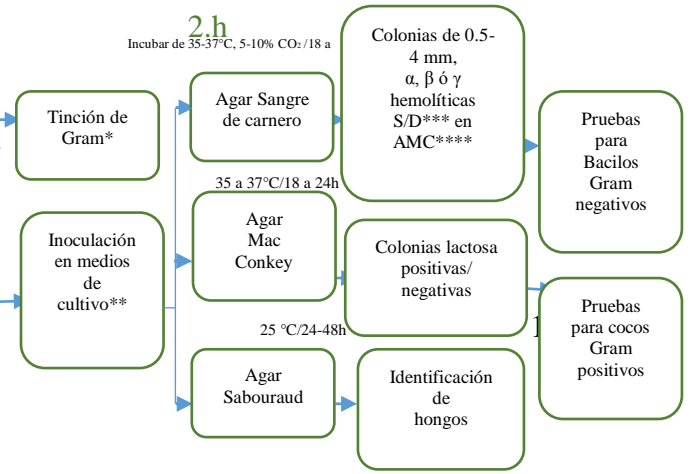 2.h
Incubar de 35-37°C, 5-10% CO₂ /18 a
Tinción de
Gram*
Agar Sangre
de carnero
Colonias de 0.5-
4 mm,
α, β ó γ
hemolíticas
S/D*** en
AMC****
Pruebas
para
Bacilos
Gram
negativos
35 a 37°C/18 a 24h
Inoculación
en medios
de
cultivo**
Agar
Mac
Conkey
Colonias lactosa
positivas/
negativas
Pruebas
para cocos
Gram
positivos
25 °C/24-48h
Agar
Sabouraud
Identificación
de
hongos